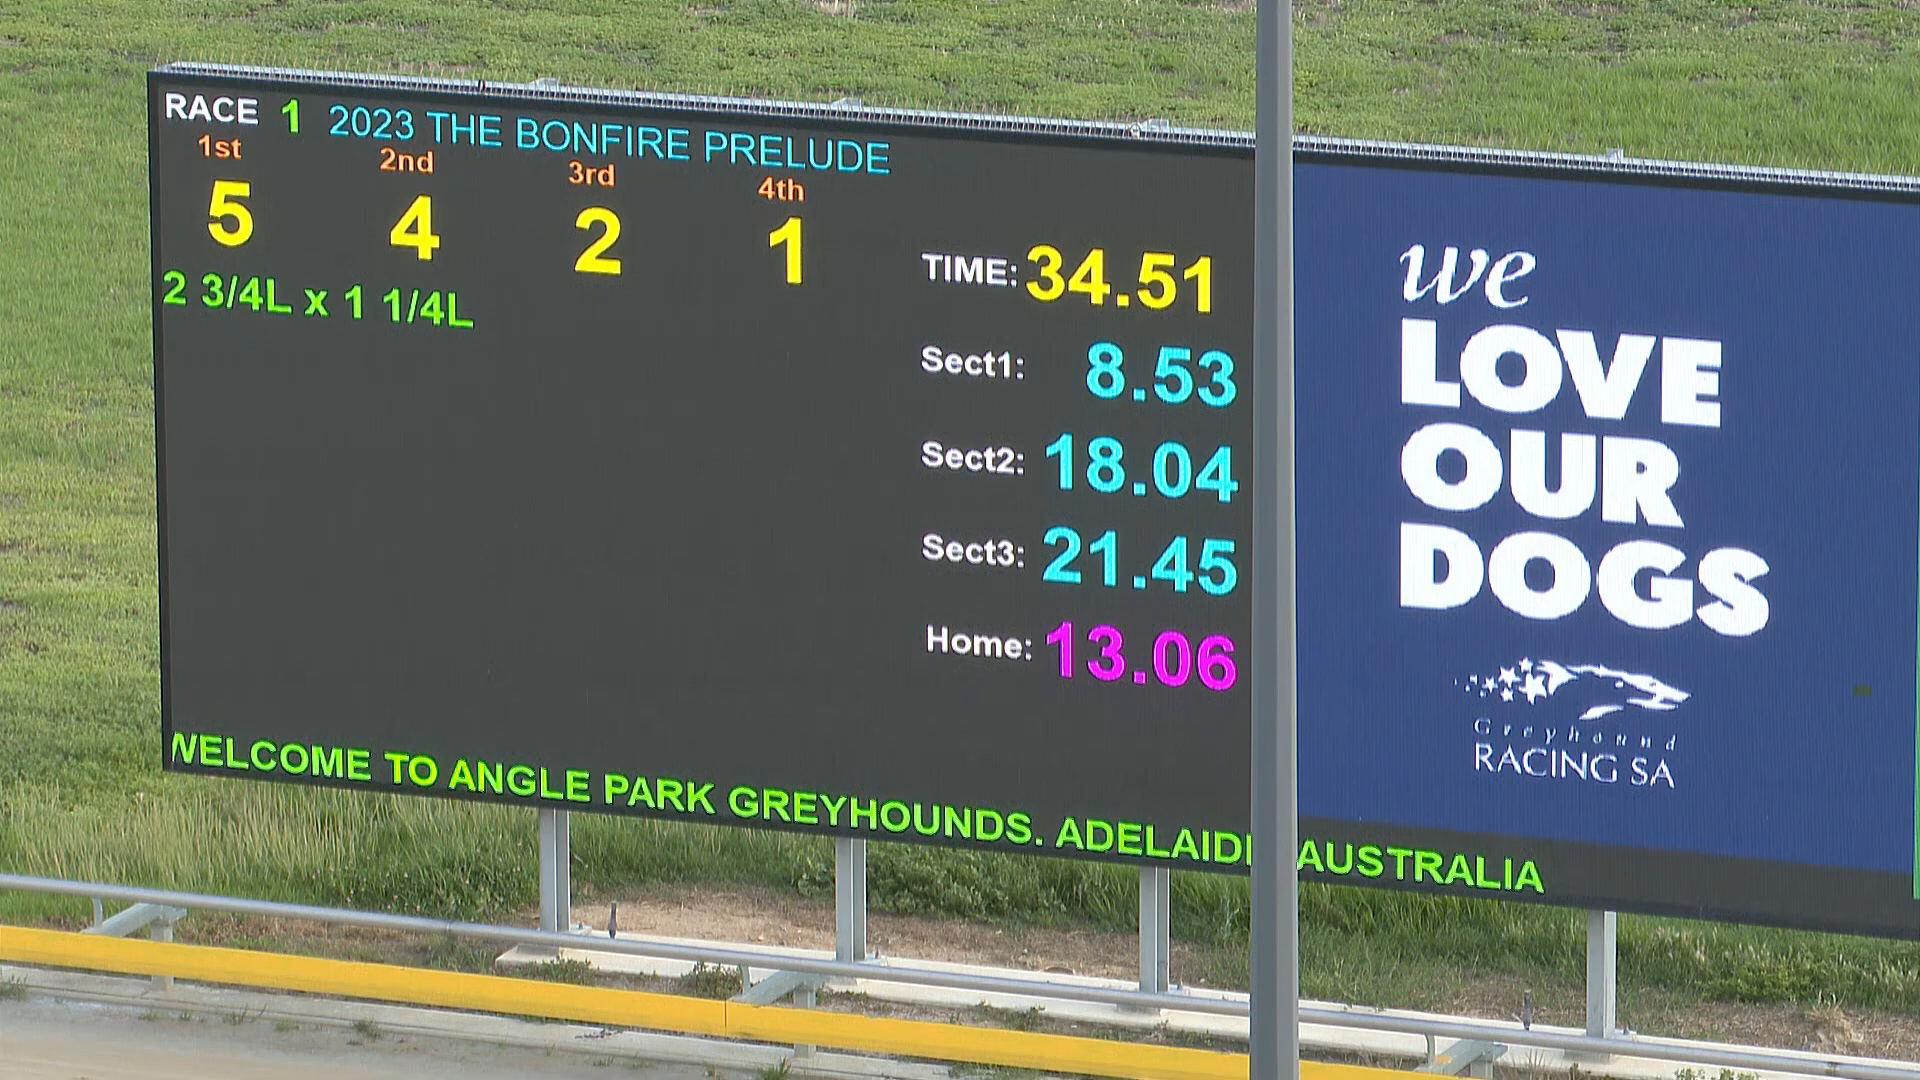 RACE 1 2023 THE BONFIRE PRELUDE
1st 2nd 3rd 4th
5 4 2 1
2 3/4L x 1 1/4L
TIME: 34.51
Sect1: 8.53
Sect2: 18.04
Sect3: 21.45
Home: 13.06
WELCOME TO ANGLE PARK GREYHOUNDS. ADELAID AUSTRALIA
we
LOVE
OUR
DOGS
Greyhound
RACING SA